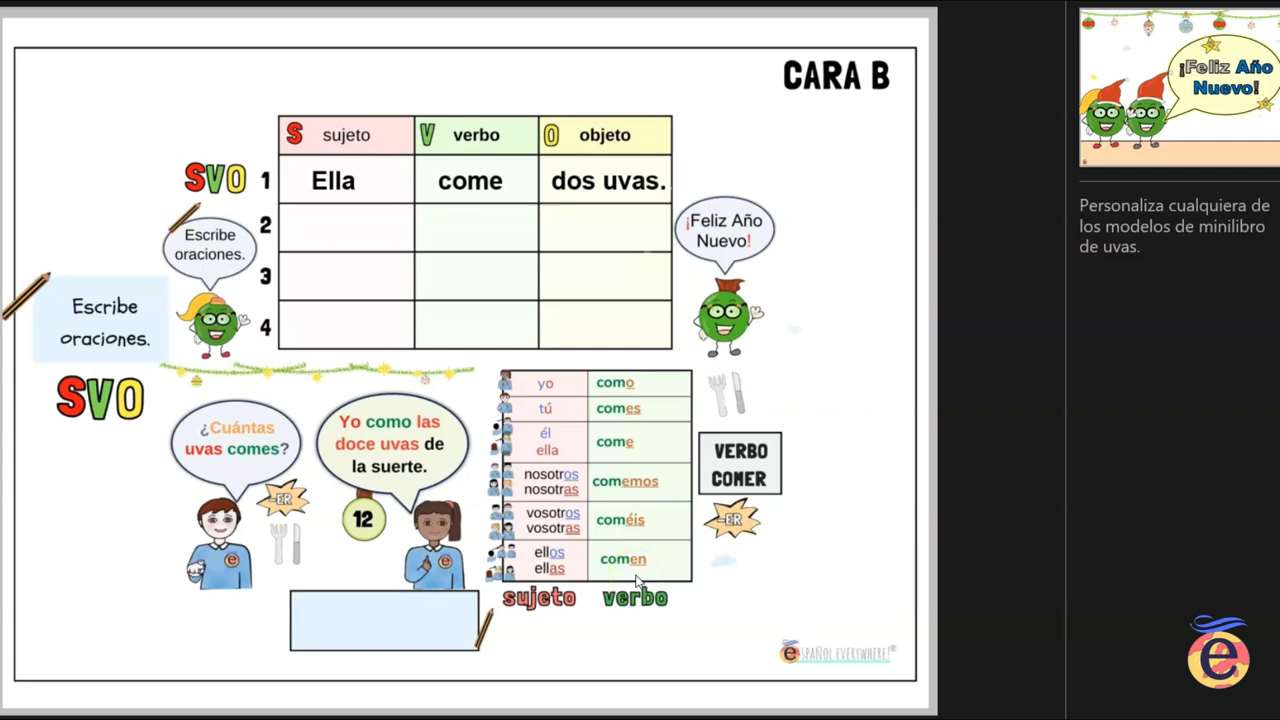 CARA B
S sujeto V verbo O objeto
SVO 1 Ella come dos uvas.
2
3
4
Escribe
oraciones.
¡Feliz Año
Nuevo!
Escribe
oraciones.
SVO
¿Cuántas
uvas comes?
-ER
Yo como las
doce uvas de
la suerte.
12
yo como
tú comes
él
ella
come
nosotros
nosotras
comemos
vosotros
vosotras
coméis
ellos
ellas
comen
sujeto verbo
VERBO
COMER
-ER
ESPAÑOL EVERYWHERE!®
¡Feliz Año
Nuevo!
Personaliza cualquiera de
los modelos de minilibro
de uvas.
e